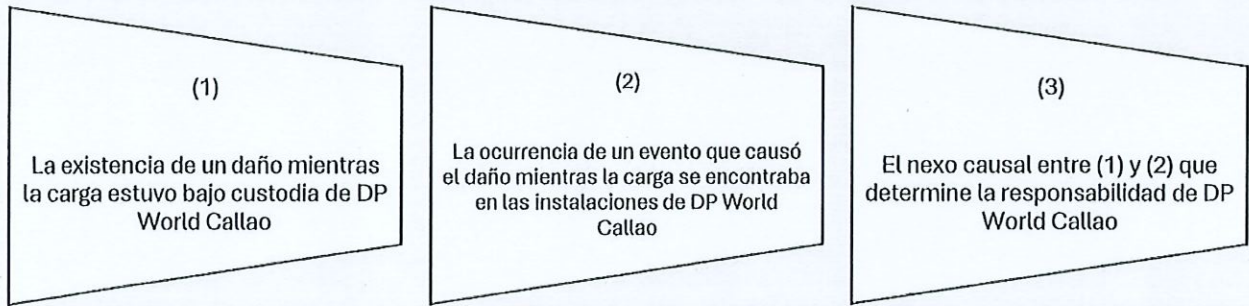 (1)
La existencia de un daño mientras
la carga estuvo bajo custodia de DP
World Callao
(2)
La ocurrencia de un evento que causó
el daño mientras la carga se encontraba
en las instalaciones de DP World
Callao
(3)
El nexo causal entre (1) y (2) que
determine la responsabilidad de DP
World Callao